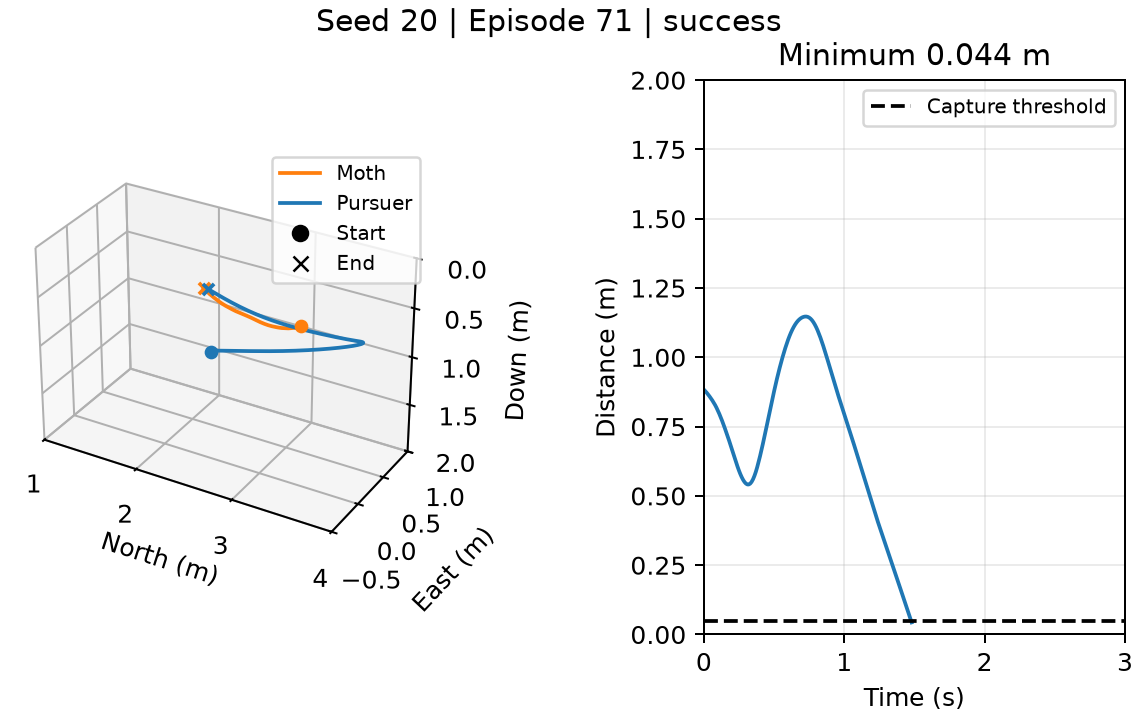 Seed 20 | Episode 71 | success
Moth
Pursuer
Start
End
0.0
0.5
1.0
1.5
2.0
Down (m)
1
2
3
4
North (m)
−0.5
0.0
0.5
1.0
East (m)
Minimum 0.044 m
Capture threshold
2.00
1.75
1.50
1.25
1.00
0.75
0.50
0.25
0.00
Distance (m)
0 1 2 3
Time (s)